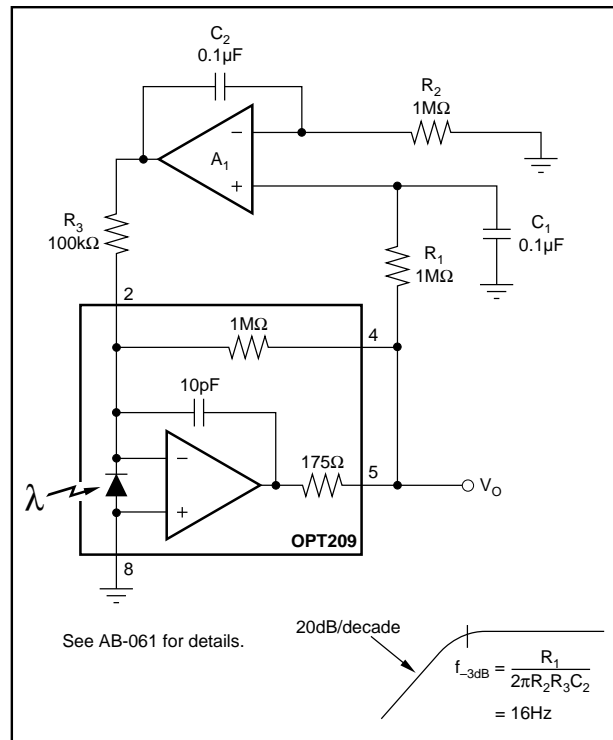 C2
0.1µF
R2
1MΩ
–
A1
+
R3
100kΩ
R1
1MΩ
C1
0.1µF
2
1MΩ
4
10pF
–
175Ω
5
VO
λ
+
OPT209
8
See AB-061 for details.
20dB/decade
f–3dB = R1 / 2πR2R3C2
= 16Hz